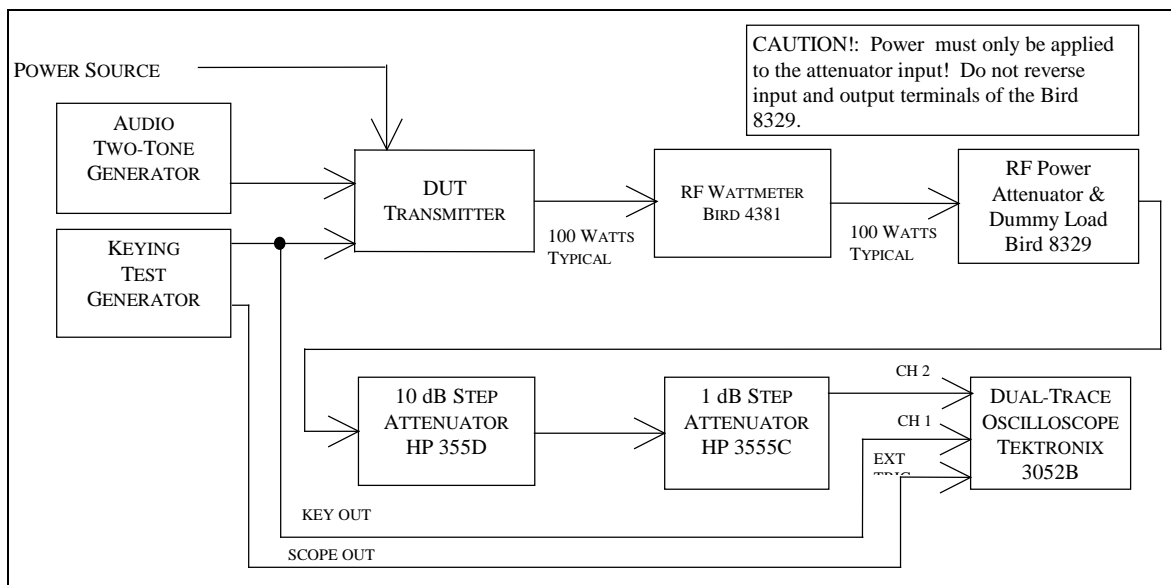 CAUTION!: Power must only be applied
to the attenuator input! Do not reverse
input and output terminals of the Bird
8329.
POWER SOURCE
AUDIO
TWO-TONE
GENERATOR
DUT
TRANSMITTER
RF WATTMETER
BIRD 4381
RF Power
Attenuator &
Dummy Load
Bird 8329
100 WATTS
TYPICAL
100 WATTS
TYPICAL
KEYING
TEST
GENERATOR
10 dB STEP
ATTENUATOR
HP 355D
1 dB STEP
ATTENUATOR
HP 3555C
CH 2
CH 1
EXT
TRIG
DUAL-TRACE
OSCILLOSCOPE
TEKTRONIX
3052B
KEY OUT
SCOPE OUT